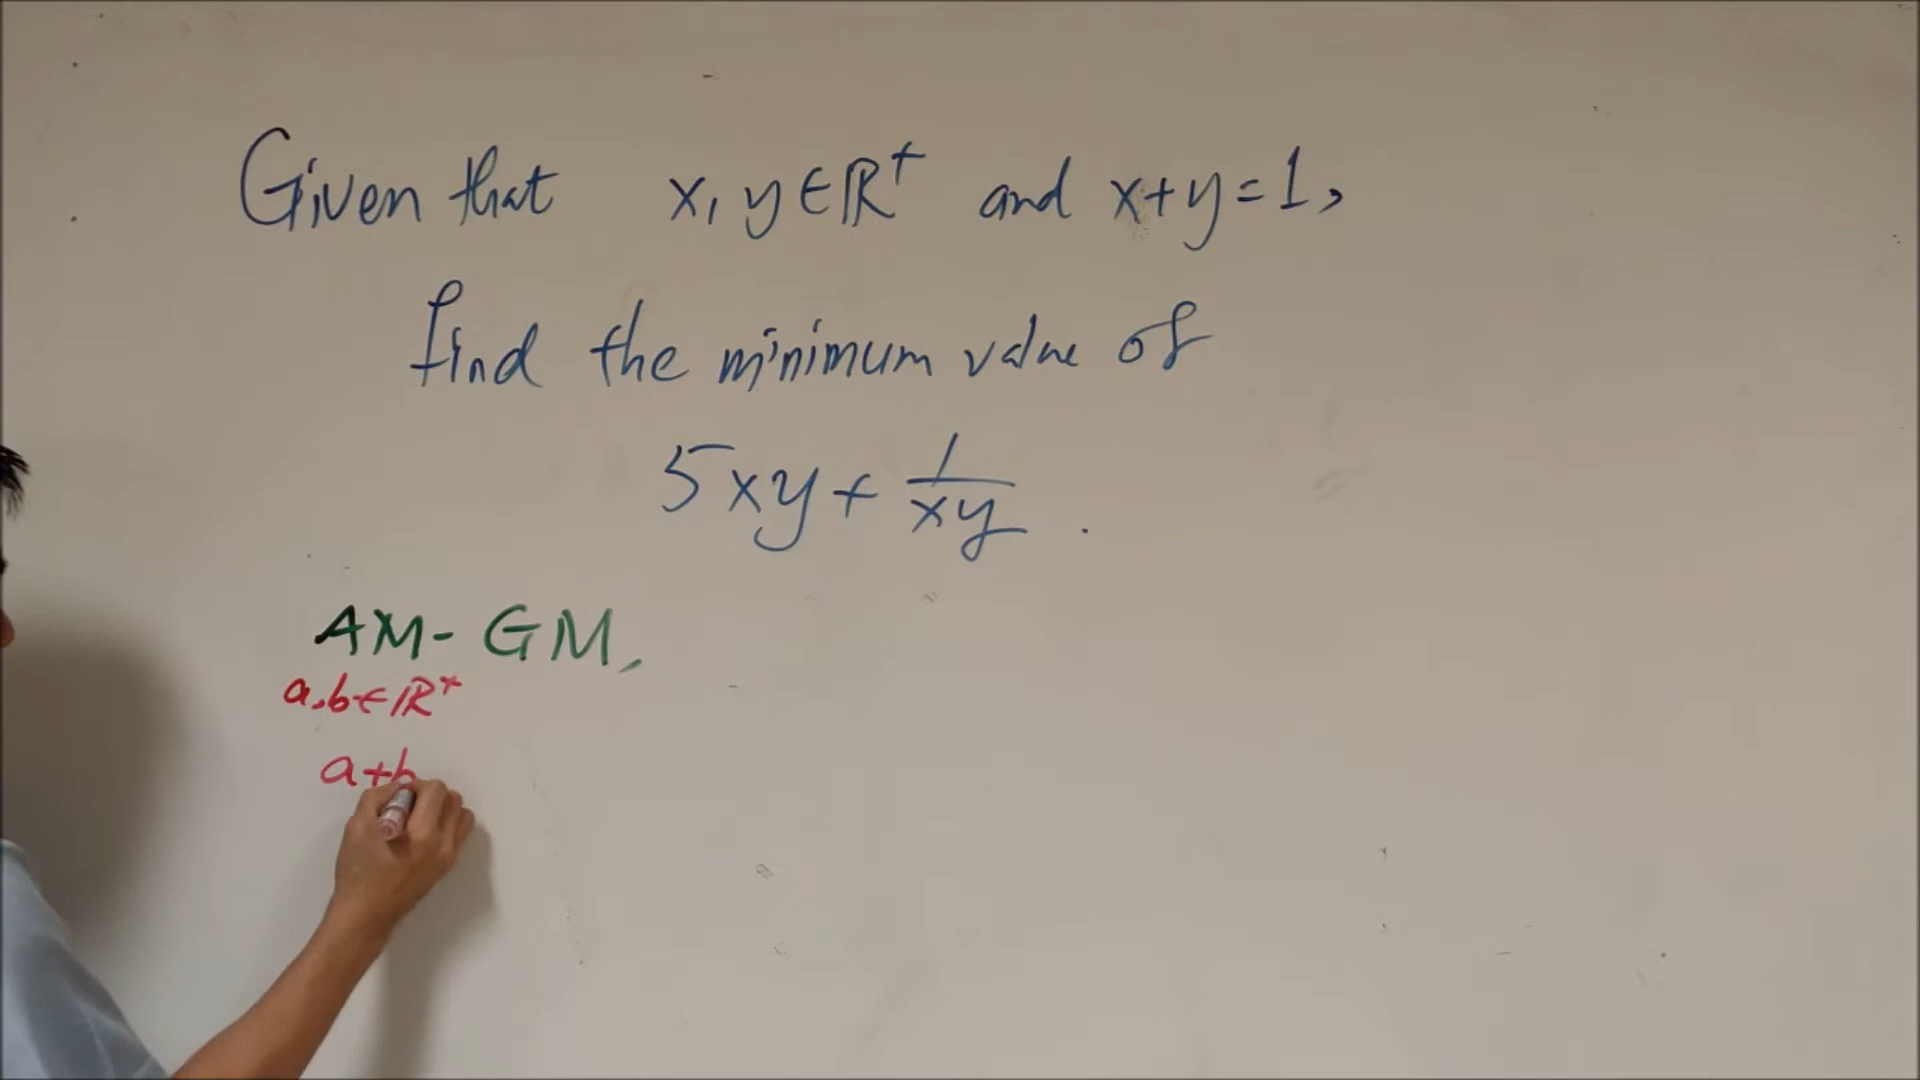 Given that x, y ∈ ℝ⁺ and x+y=1,
find the minimum value of
5xy + 1/xy .
AM - GM,
a,b ∈ ℝ⁺
a+b